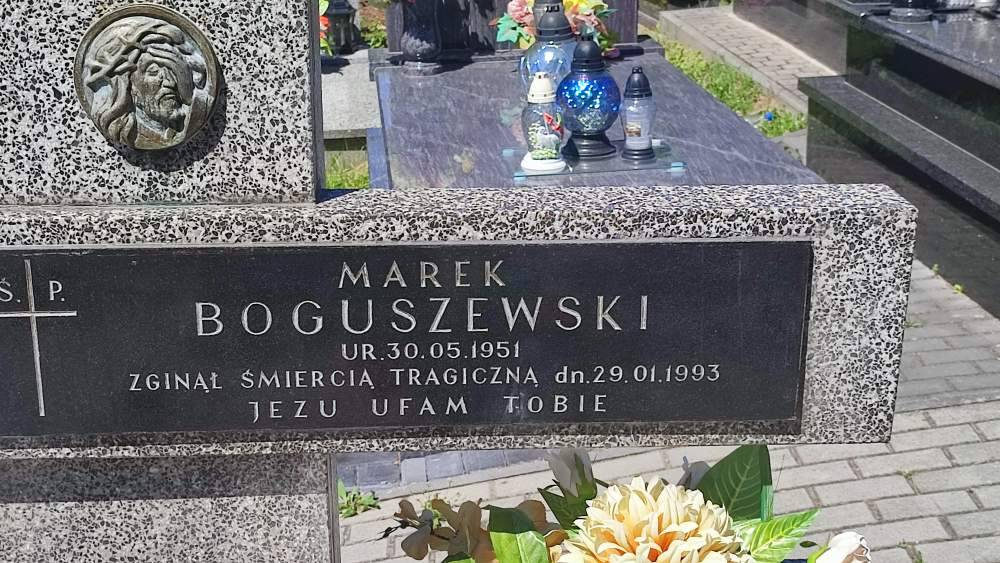 Ś. P.
MAREK
BOGUSZEWSKI
UR.30.05.1951
ZGINĄŁ ŚMIERCIĄ TRAGICZNĄ dn.29.01.1993
JEZU UFAM TOBIE